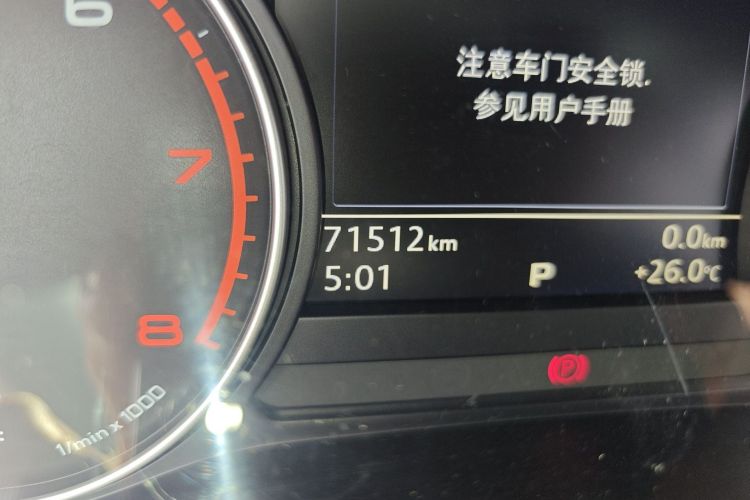 6
7
8
1/min x 1000
注意车门安全锁.
参见用户手册
71512km
0.0km
5:01
P
+26.0°C
P